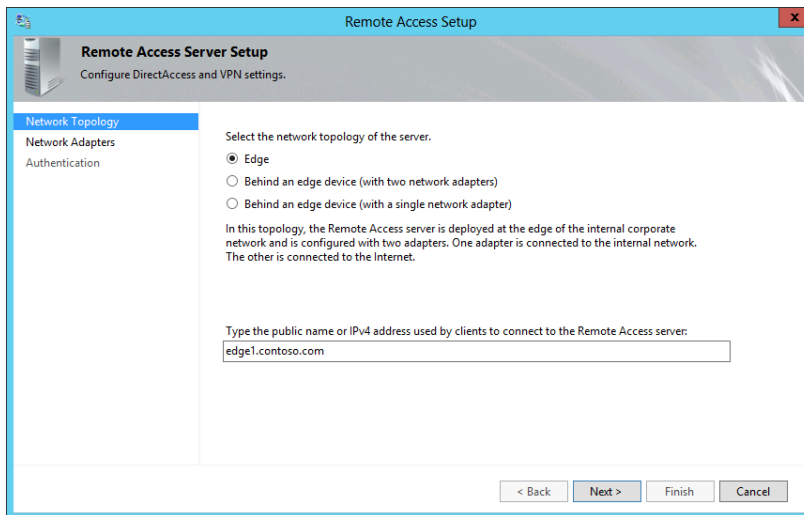 Remote Access Setup
x
Remote Access Server Setup
Configure DirectAccess and VPN settings.
Network Topology
Network Adapters
Authentication
Select the network topology of the server.
Edge
Behind an edge device (with two network adapters)
Behind an edge device (with a single network adapter)
In this topology, the Remote Access server is deployed at the edge of the internal corporate
network and is configured with two adapters. One adapter is connected to the internal network.
The other is connected to the Internet.
Type the public name or IPv4 address used by clients to connect to the Remote Access server:
edge1.contoso.com
< Back Next > Finish Cancel